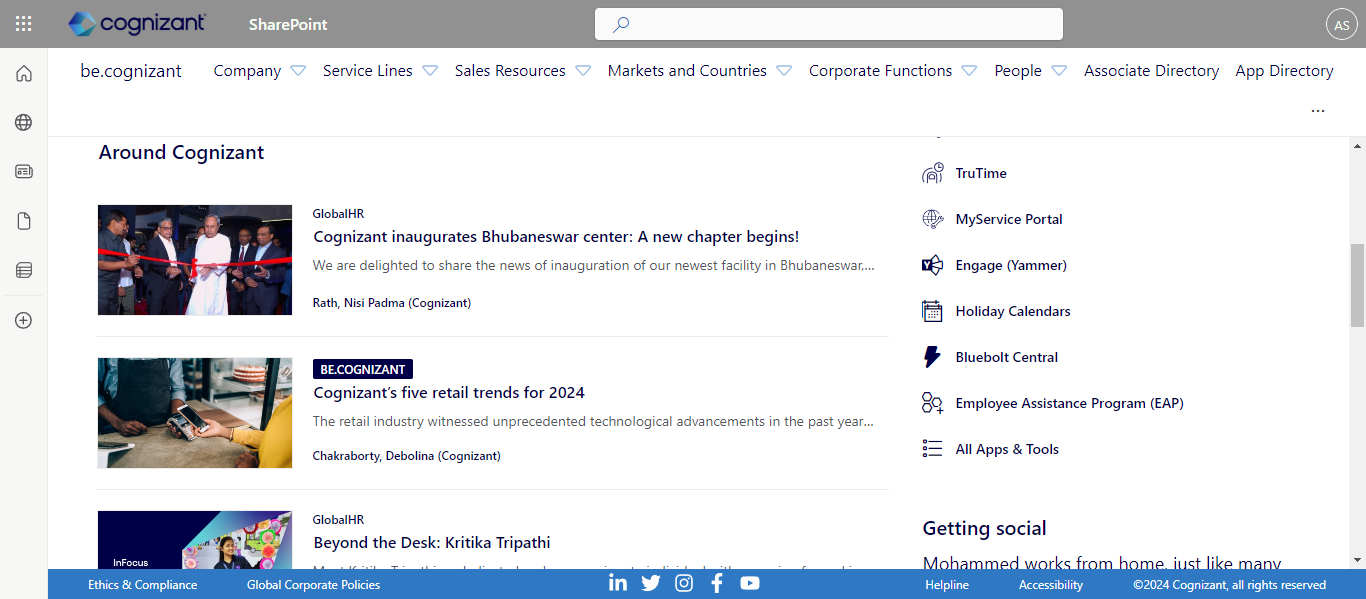 cognizant SharePoint AS
be.cognizant Company Service Lines Sales Resources Markets and Countries Corporate Functions People Associate Directory App Directory
...
Around Cognizant
GlobalHR
Cognizant inaugurates Bhubaneswar center: A new chapter begins!
We are delighted to share the news of inauguration of our newest facility in Bhubaneswar,...
Rath, Nisi Padma (Cognizant)
BE.COGNIZANT
Cognizant’s five retail trends for 2024
The retail industry witnessed unprecedented technological advancements in the past year...
Chakraborty, Debolina (Cognizant)
InFocus
GlobalHR
Beyond the Desk: Kritika Tripathi
TruTime
MyService Portal
Engage (Yammer)
Holiday Calendars
Bluebolt Central
Employee Assistance Program (EAP)
All Apps & Tools
Getting social
Mohammed works from home, just like many
Ethics & Compliance Global Corporate Policies Helpline Accessibility ©2024 Cognizant, all rights reserved